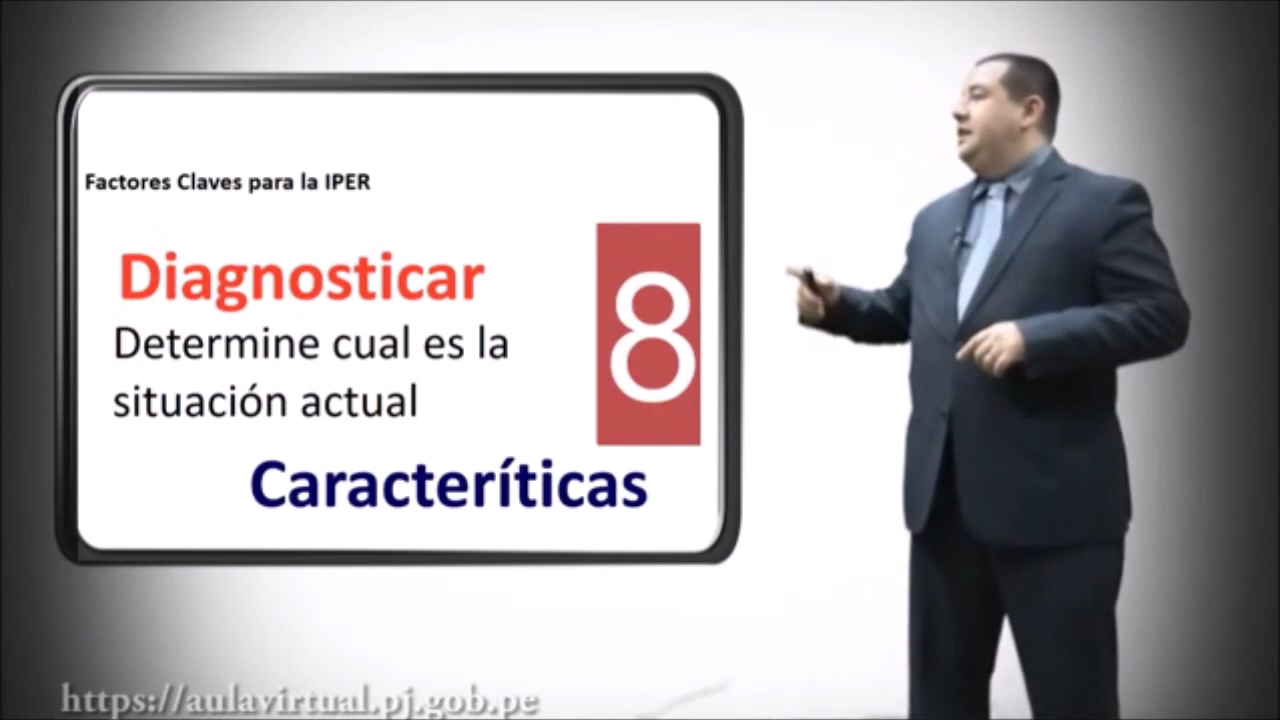 Factores Claves para la IPER
Diagnosticar
Determine cual es la
situación actual
8
Caracteríticas
https://aulavirtual.pj.gob.pe